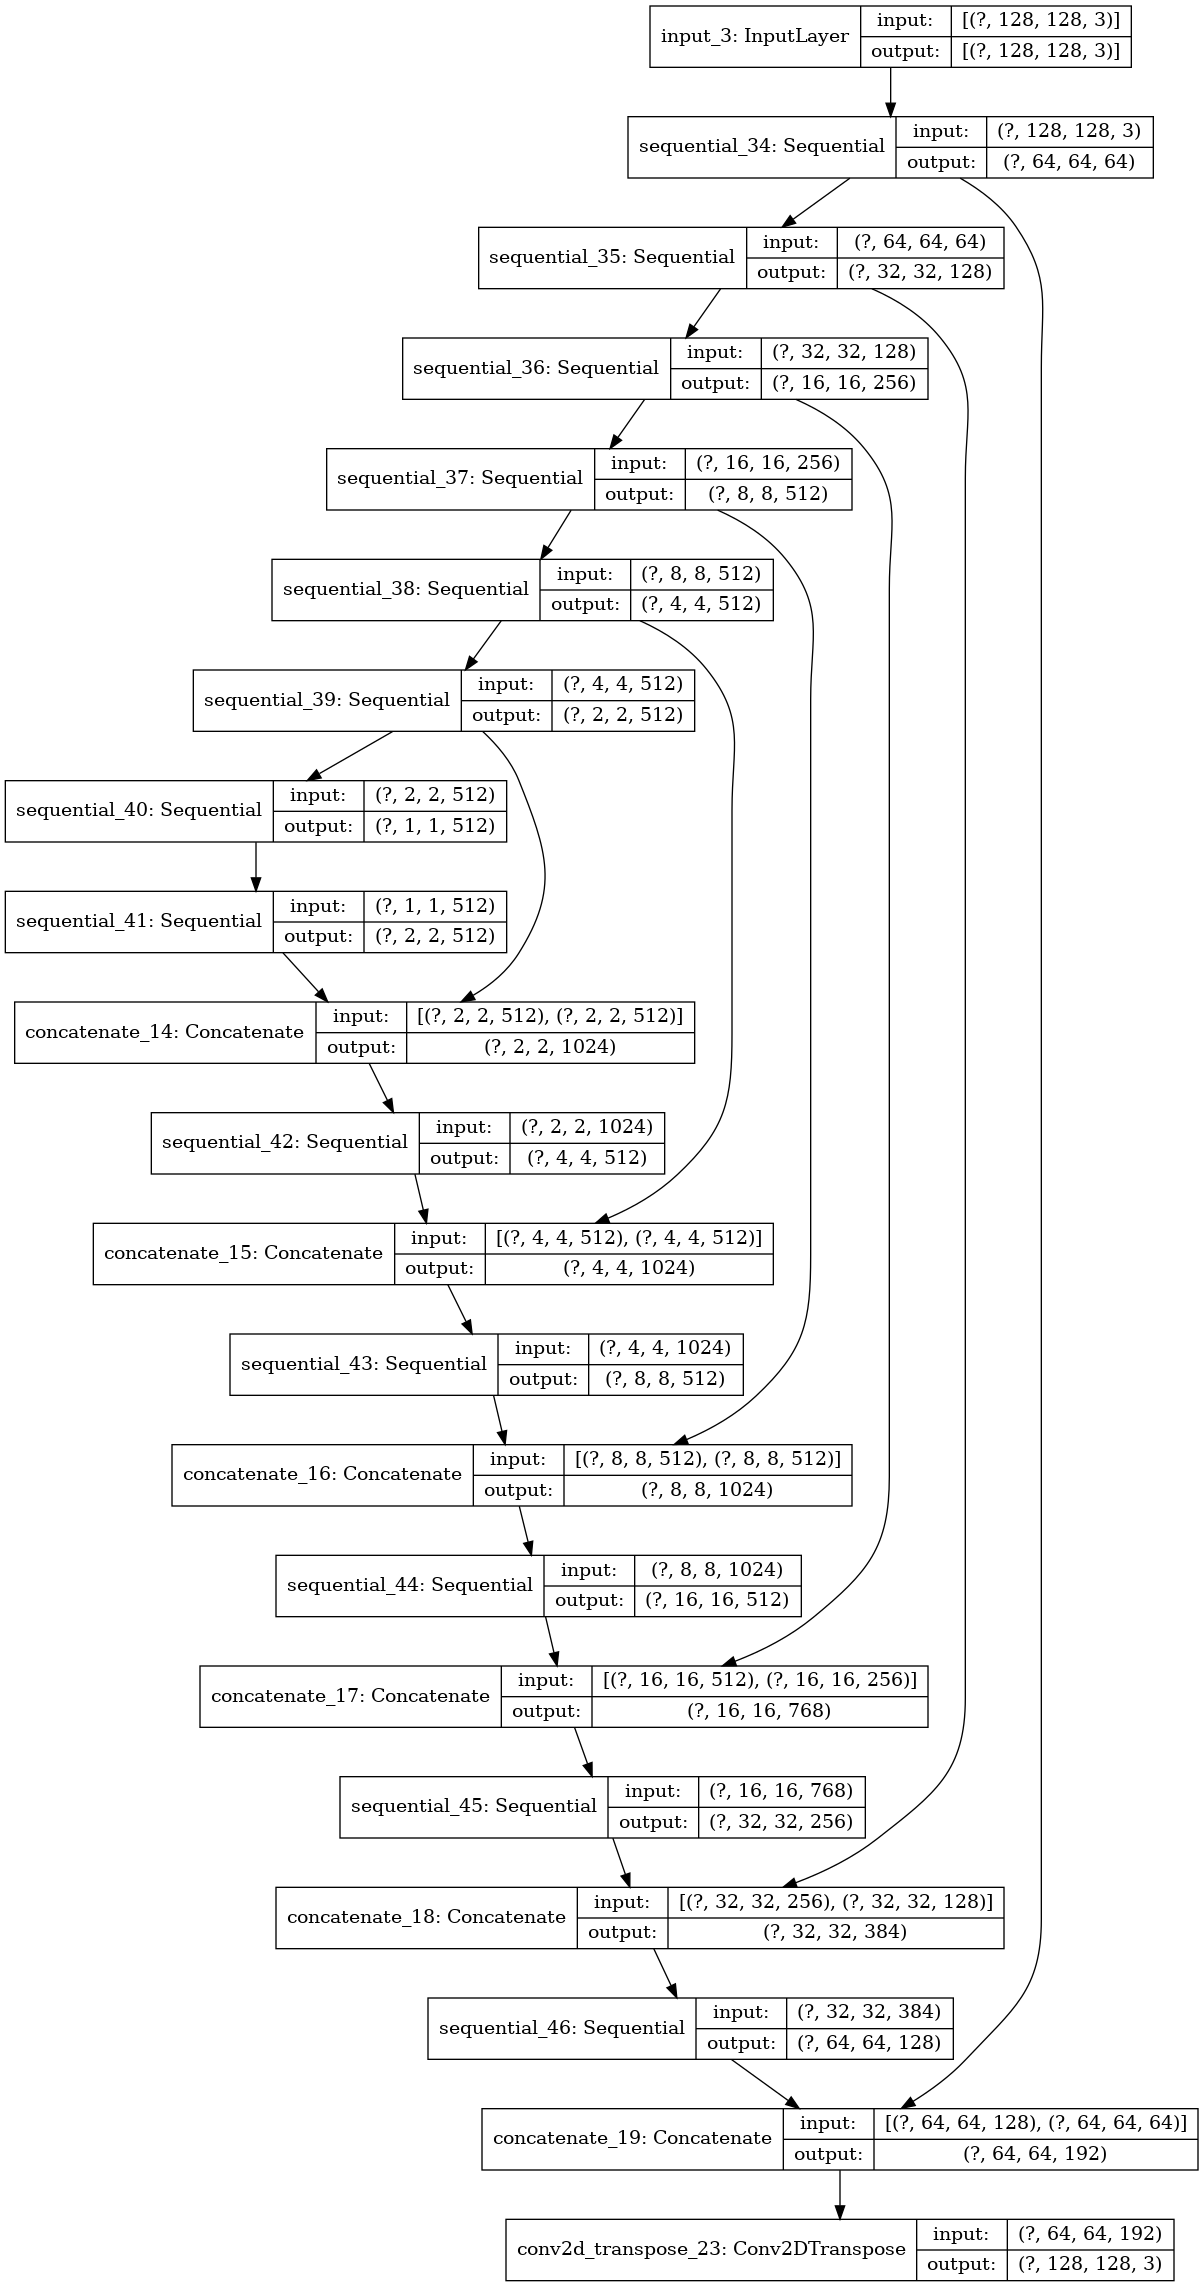 input_3: InputLayer
input: [(?, 128, 128, 3)]
output: [(?, 128, 128, 3)]
sequential_34: Sequential
input: (?, 128, 128, 3)
output: (?, 64, 64, 64)
sequential_35: Sequential
input: (?, 64, 64, 64)
output: (?, 32, 32, 128)
sequential_36: Sequential
input: (?, 32, 32, 128)
output: (?, 16, 16, 256)
sequential_37: Sequential
input: (?, 16, 16, 256)
output: (?, 8, 8, 512)
sequential_38: Sequential
input: (?, 8, 8, 512)
output: (?, 4, 4, 512)
sequential_39: Sequential
input: (?, 4, 4, 512)
output: (?, 2, 2, 512)
sequential_40: Sequential
input: (?, 2, 2, 512)
output: (?, 1, 1, 512)
sequential_41: Sequential
input: (?, 1, 1, 512)
output: (?, 2, 2, 512)
concatenate_14: Concatenate
input: [(?, 2, 2, 512), (?, 2, 2, 512)]
output: (?, 2, 2, 1024)
sequential_42: Sequential
input: (?, 2, 2, 1024)
output: (?, 4, 4, 512)
concatenate_15: Concatenate
input: [(?, 4, 4, 512), (?, 4, 4, 512)]
output: (?, 4, 4, 1024)
sequential_43: Sequential
input: (?, 4, 4, 1024)
output: (?, 8, 8, 512)
concatenate_16: Concatenate
input: [(?, 8, 8, 512), (?, 8, 8, 512)]
output: (?, 8, 8, 1024)
sequential_44: Sequential
input: (?, 8, 8, 1024)
output: (?, 16, 16, 512)
concatenate_17: Concatenate
input: [(?, 16, 16, 512), (?, 16, 16, 256)]
output: (?, 16, 16, 768)
sequential_45: Sequential
input: (?, 16, 16, 768)
output: (?, 32, 32, 256)
concatenate_18: Concatenate
input: [(?, 32, 32, 256), (?, 32, 32, 128)]
output: (?, 32, 32, 384)
sequential_46: Sequential
input: (?, 32, 32, 384)
output: (?, 64, 64, 128)
concatenate_19: Concatenate
input: [(?, 64, 64, 128), (?, 64, 64, 64)]
output: (?, 64, 64, 192)
conv2d_transpose_23: Conv2DTranspose
input: (?, 64, 64, 192)
output: (?, 128, 128, 3)